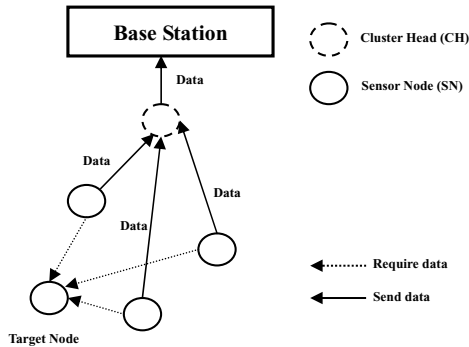 Base Station
Cluster Head (CH)
Data
Sensor Node (SN)
Data
Data
Data
Require data
Send data
Target Node